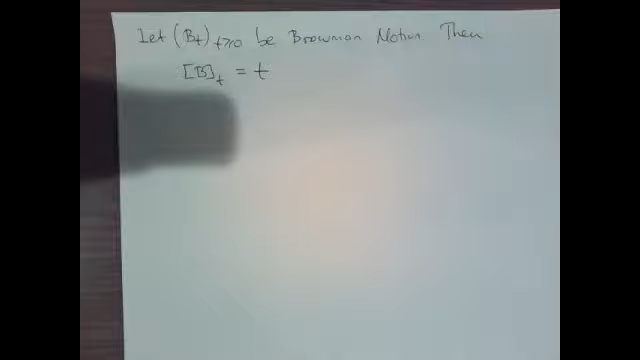 Let (Bt)t≥0 be Brownian Motion Then
[B]t = t